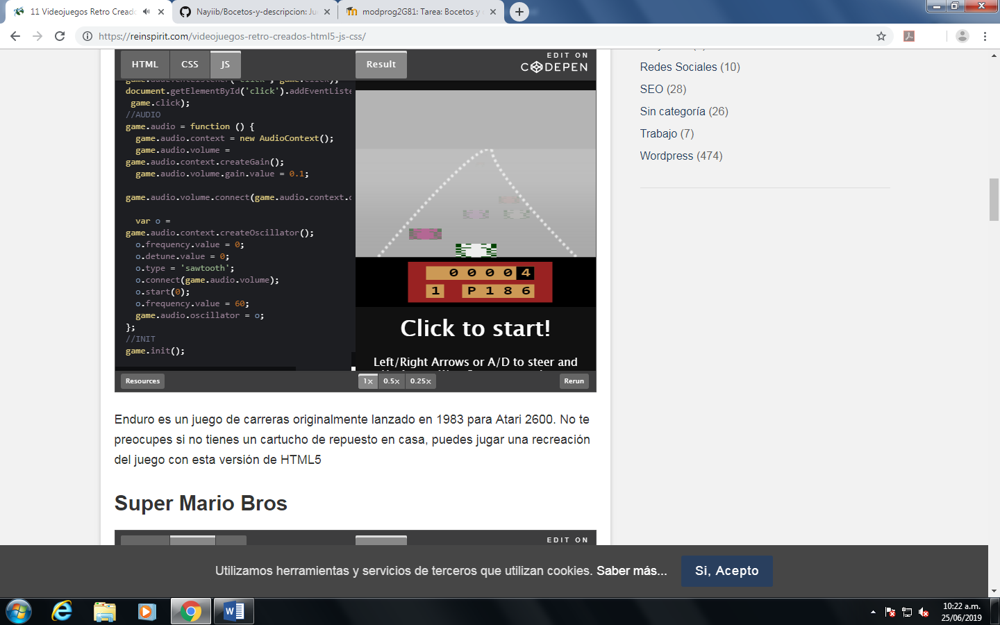 11 Videojuegos Retro Creado
Nayiib/Bocetos-y-descripcion: Ju
modprog2G81: Tarea: Bocetos y
https://reinspirit.com/videojuegos-retro-creados-html5-js-css/
HTML CSS JS Result
EDIT ON
CODEPEN
document.getElementById('click').addEventListe
game.click);
//AUDIO
game.audio = function () {
game.audio.context = new AudioContext();
game.audio.volume =
game.audio.context.createGain();
game.audio.volume.gain.value = 0.1;
game.audio.volume.connect(game.audio.context.
var o =
game.audio.context.createOscillator();
o.frequency.value = 0;
o.detune.value = 0;
o.type = 'sawtooth';
o.connect(game.audio.volume);
o.start(0);
o.frequency.value = 60;
game.audio.oscillator = o;
};
//INIT
game.init();
0 0 0 0 4
1 P 1 8 6
Click to start!
Left/Right Arrows or A/D to steer and
Resources 1x 0.5x 0.25x Rerun
Enduro es un juego de carreras originalmente lanzado en 1983 para Atari 2600. No te
preocupes si no tienes un cartucho de repuesto en casa, puedes jugar una recreación
del juego con esta versión de HTML5
Super Mario Bros
EDIT ON
Redes Sociales (10)
SEO (28)
Sin categoría (26)
Trabajo (7)
Wordpress (474)
Utilizamos herramientas y servicios de terceros que utilizan cookies. Saber más... Si, Acepto
10:22 a.m.
25/06/2019